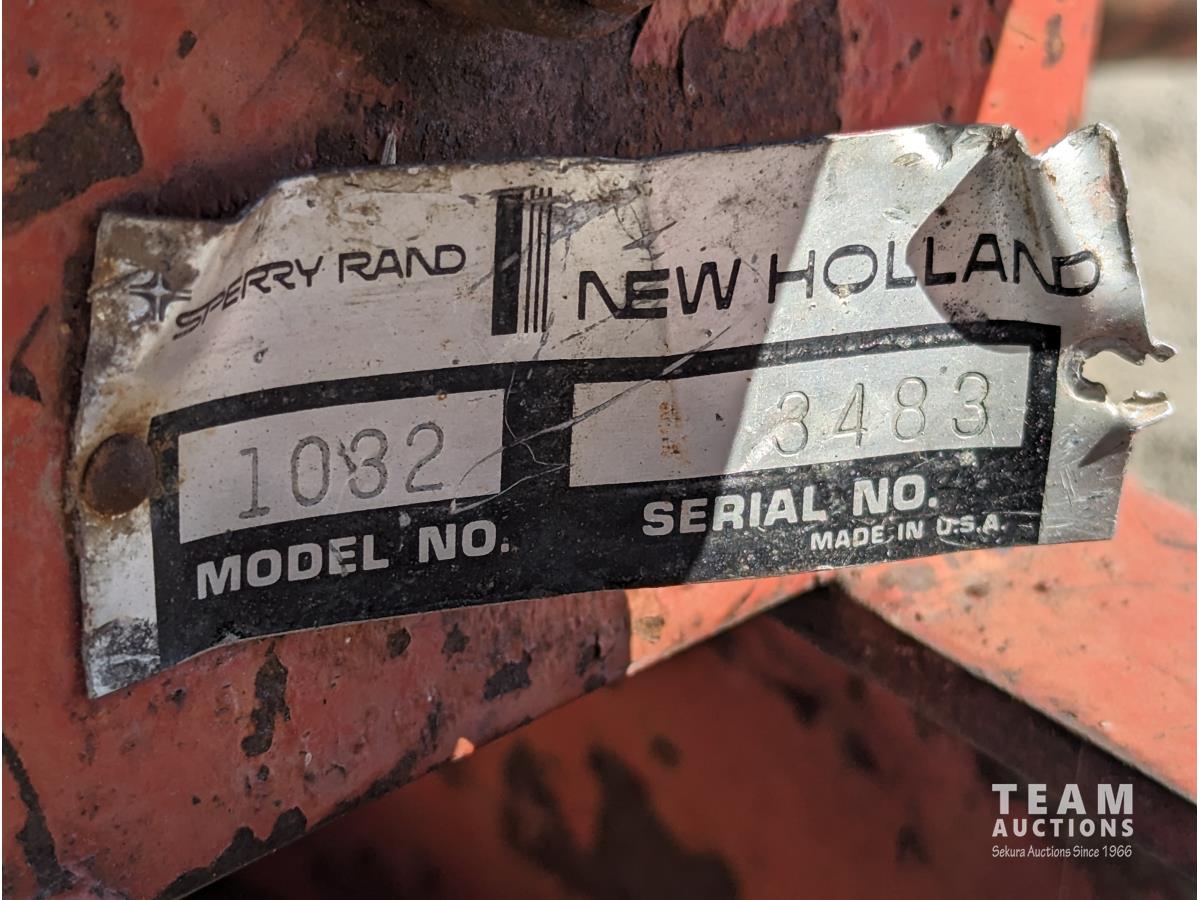 SPERRY RAND NEW HOLLAND
1032 3483
MODEL NO. SERIAL NO.
MADE IN U.S.A.
TEAM
AUCTIONS
Sekura Auctions Since 1966